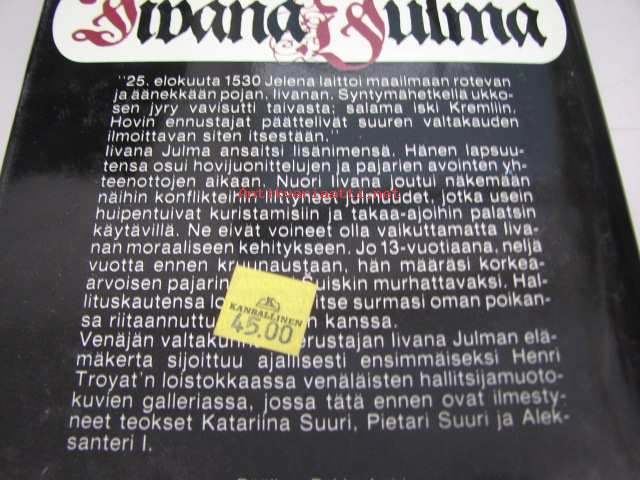 Iivana Julma
"25. elokuuta 1530 Jelena laittoi maailmaan rotevan
ja äänekkään pojan, Iivanan. Syntymähetkellä ukko-
sen jyry vavisutti taivasta; salama iski Kremliin.
Hovin ennustajat päättelivät suuren valtakauden
ilmoittavan siten itsestään."
Iivana Julma ansaitsi lisänimensä. Hänen lapsuu-
tensa osui hovijuonittelujen ja pajarien avointen yh-
teenottojen aikaan. Nuori Iivana joutui näkemään
näihin konflikteihin julmuudet, jotka usein
huipentuivat kuristamisiin ja takaa-ajoihin palatsin
käytävillä. Ne eivät voineet olla vaikuttamatta Iiva-
nan moraaliseen kehitykseen. Jo 13-vuotiaana, neljä
vuotta ennen kruunaustaan, hän määräsi korkea-
arvoisen pajarin uiskin murhattavaksi. Hal-
lituskautensa itse surmasi oman poikan-
sa riitaannuttu kanssa.
Venäjän valtaku erustajan Iivana Julman elä-
mäkerta sijoittuu ajallisesti ensimmäiseksi Henri
Troyat'n loistokkaassa venäläisten hallitsijamuoto-
kuvien galleriassa, jossa tätä ennen ovat ilmesty-
neet teokset Katariina Suuri, Pietari Suuri ja Alek-
santeri I.
KANSALLINEN
45.00